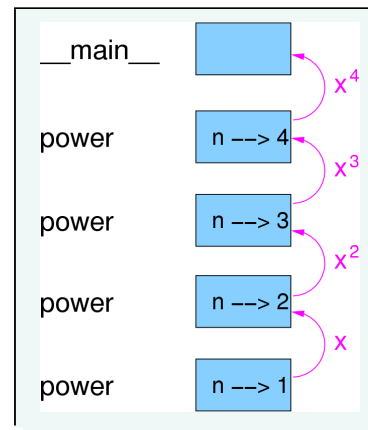 __main__
x⁴
power n --> 4
x³
power n --> 3
x²
power n --> 2
x
power n --> 1